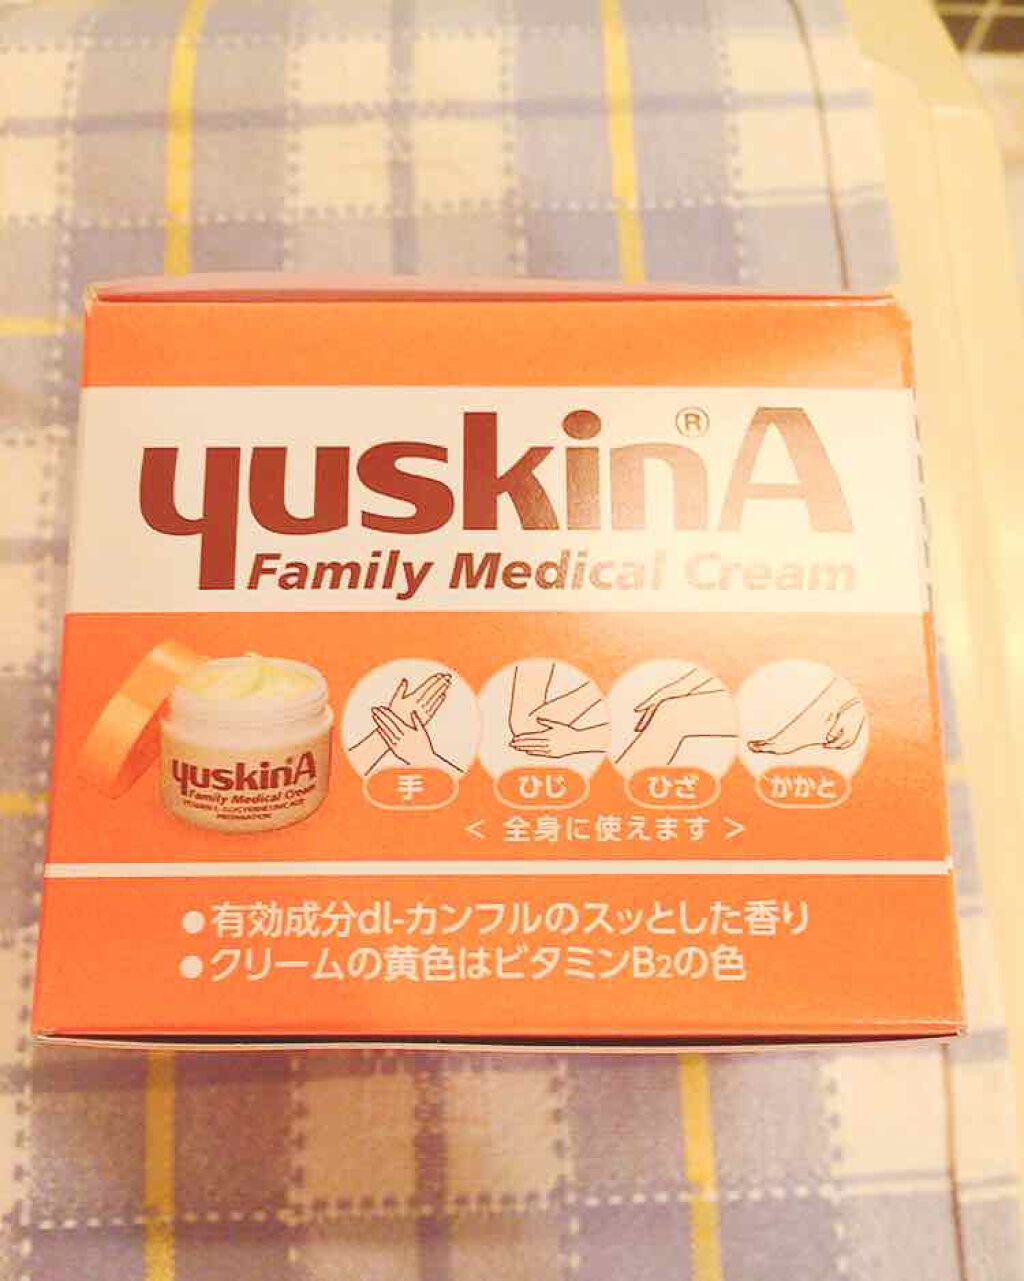 yuskin®A
Family Medical Cream
yuskinA
Family Medical Cream
手 ひじ ひざ かかと
< 全身に使えます >
●有効成分dl-カンフルのスッとした香り
●クリームの黄色はビタミンB2の色